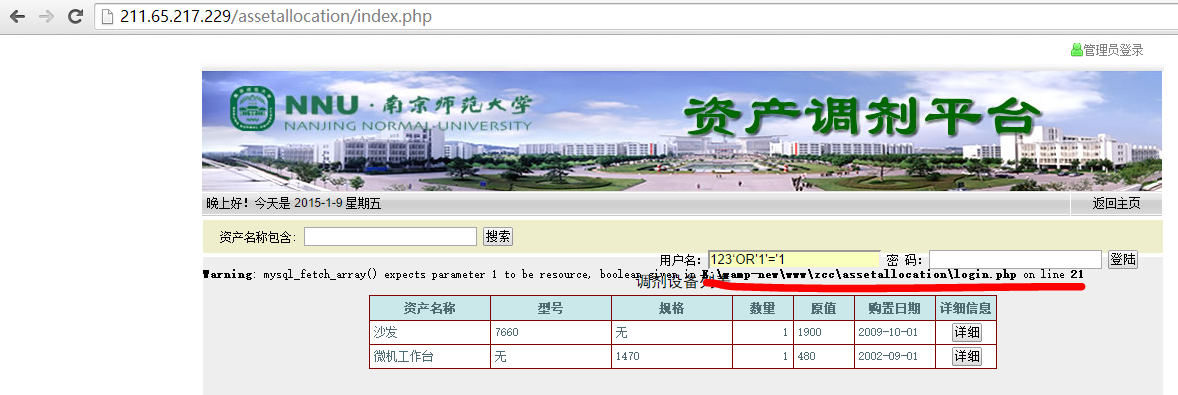 211.65.217.229/assetallocation/index.php
管理员登录
NNU·南京师范大学
NANJING NORMAL UNIVERSITY
资产调剂平台
晚上好！今天是 2015-1-9 星期五 返回主页
资产名称包含: 搜索
用户名: 123'OR'1'='1 密 码: 登陆
Warning: mysql_fetch_array() expects parameter 1 to be resource, boolean given in E:\wamp-new\www\zcc\assetallocation\login.php on line 21
调剂设备列表
资产名称 型号 规格 数量 原值 购置日期 详细信息
沙发 7660 无 1 1900 2009-10-01 详细
微机工作台 无 1470 1 480 2002-09-01 详细